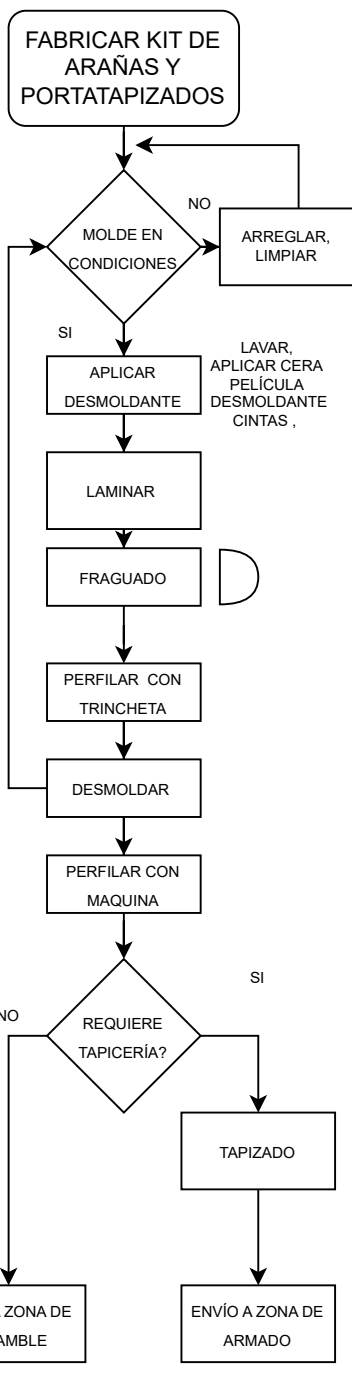 FABRICAR KIT DE
ARAÑAS Y
PORTATAPIZADOS
NO
MOLDE EN
CONDICIONES
ARREGLAR,
LIMPIAR
SI
APLICAR
DESMOLDANTE
LAVAR,
APLICAR CERA
PELÍCULA
DESMOLDANTE
CINTAS ,
LAMINAR
FRAGUADO
PERFILAR CON
TRINCHETA
DESMOLDAR
PERFILAR CON
MAQUINA
SI
NO
REQUIERE
TAPICERÍA?
TAPIZADO
ZONA DE
ENVÍO A ZONA DE
ARMADO